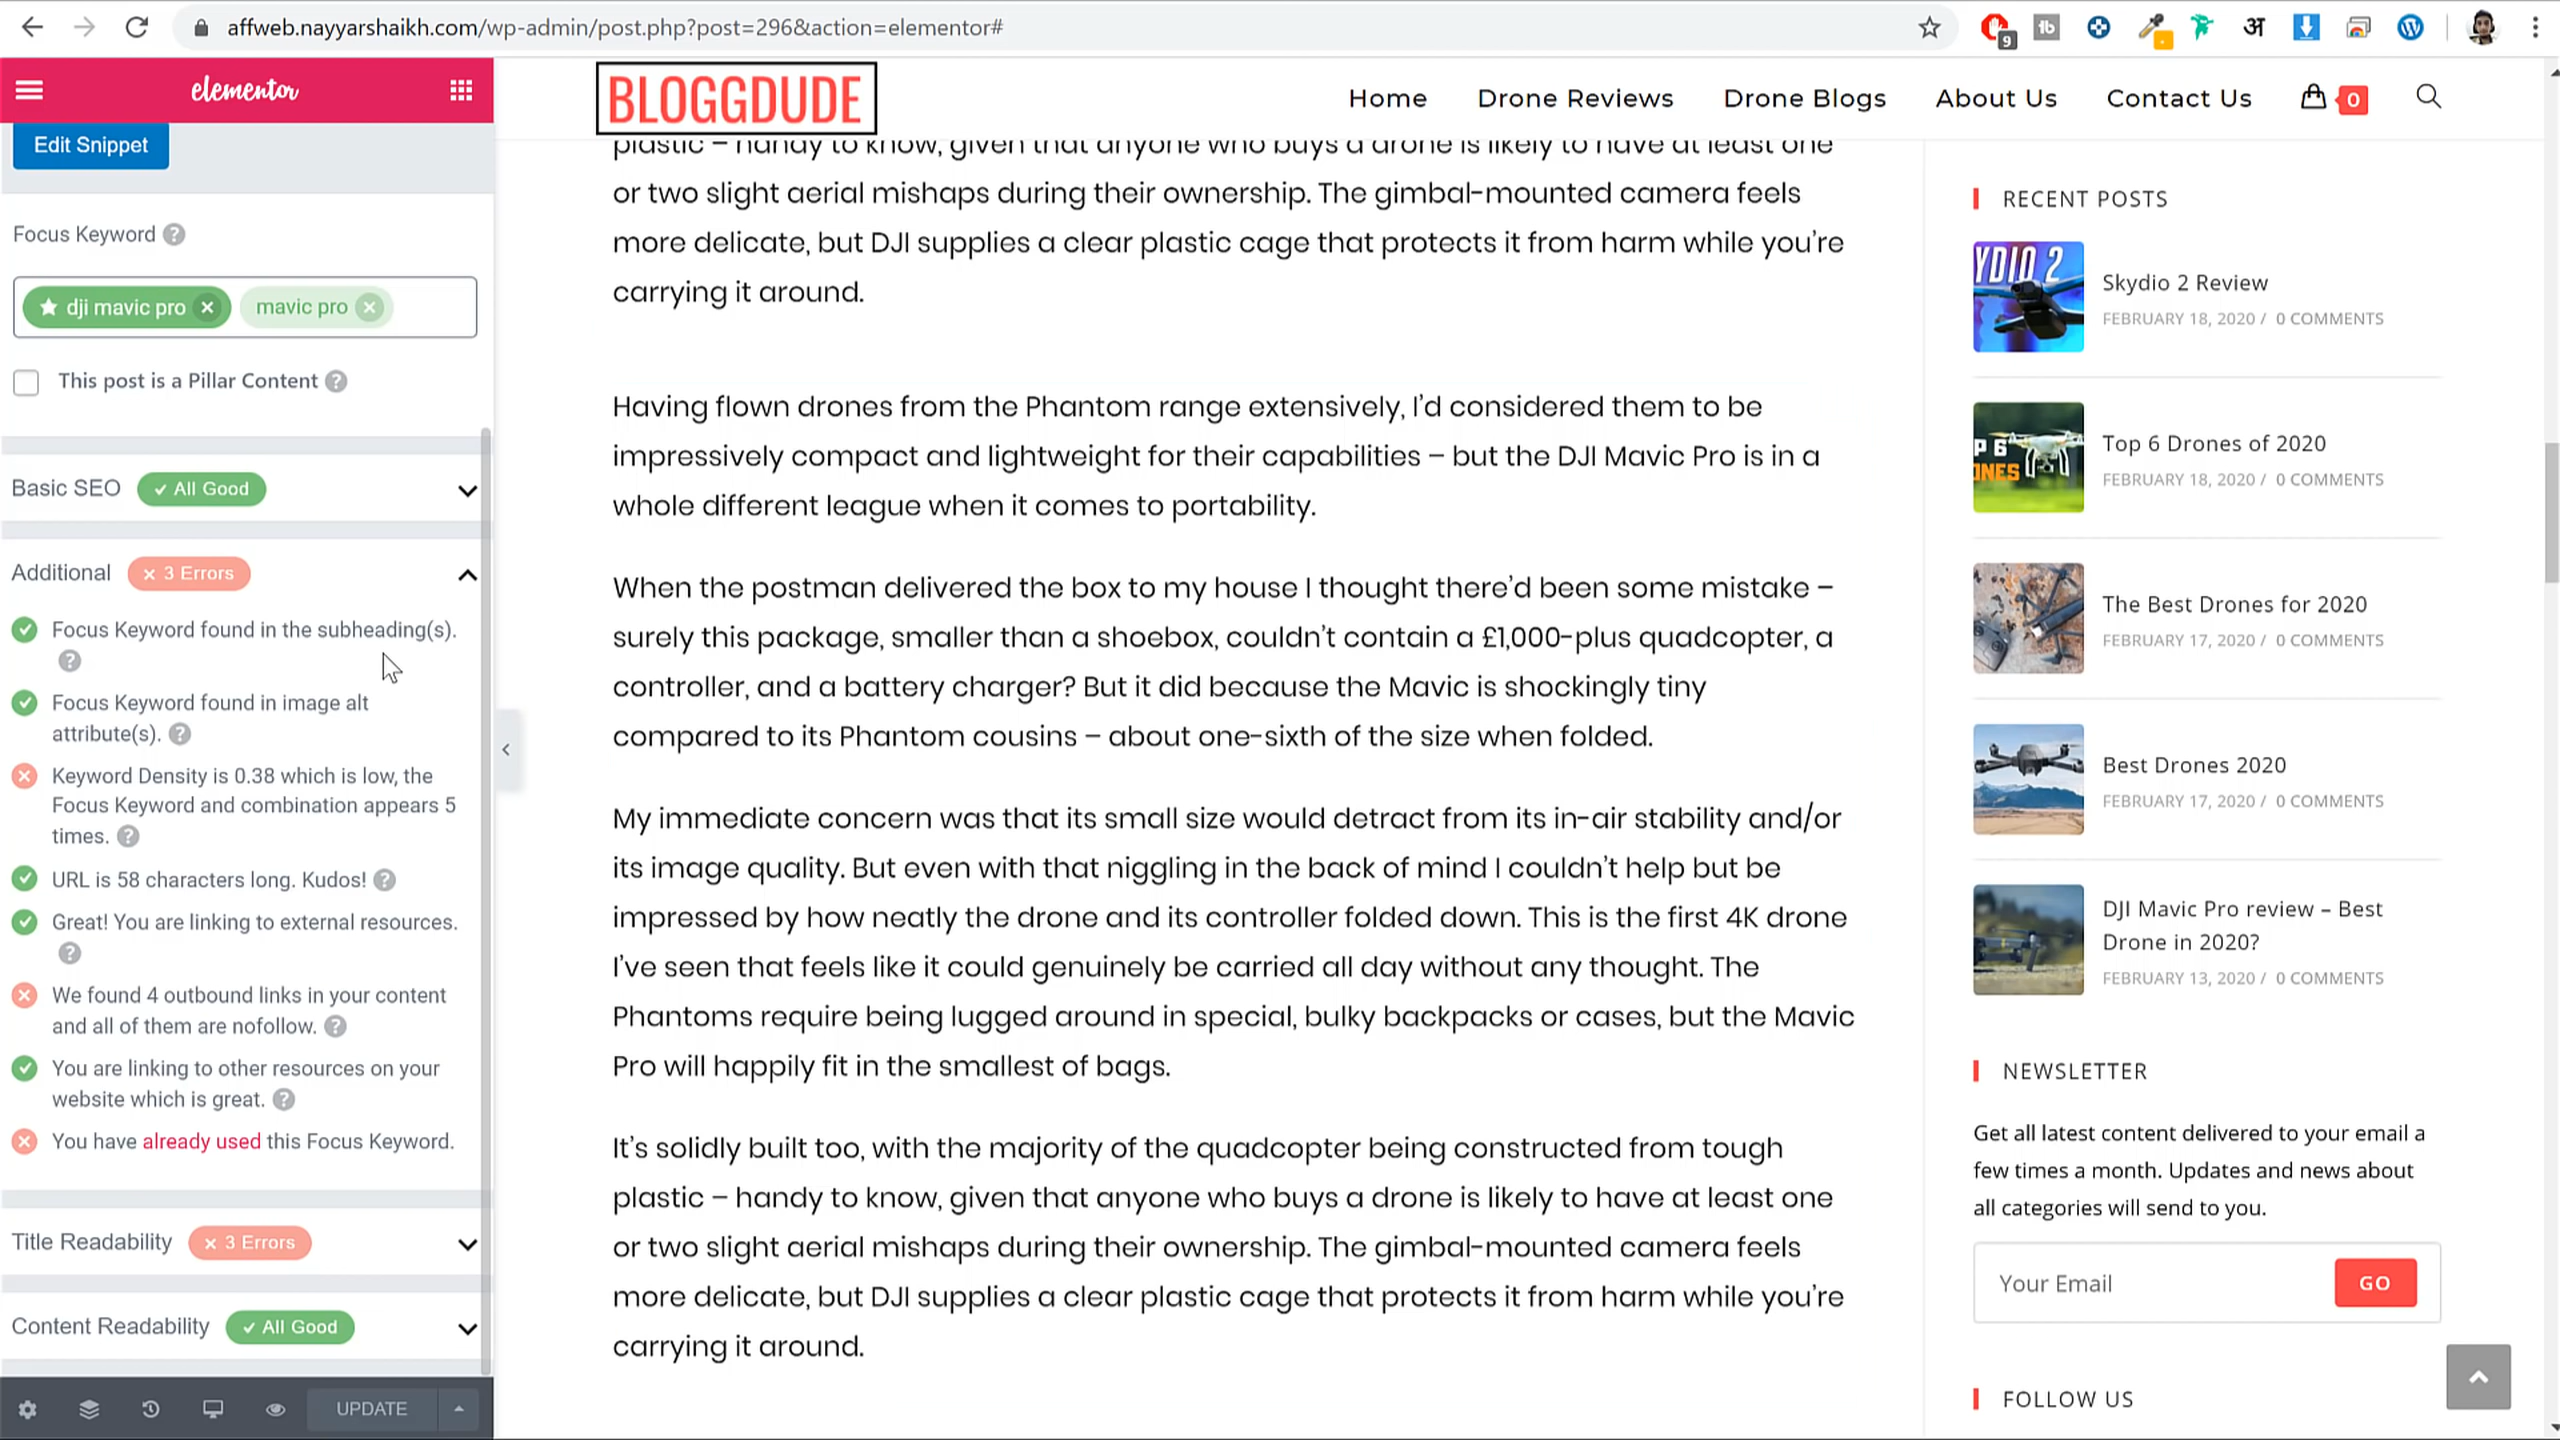 affweb.nayyarshaikh.com/wp-admin/post.php?post=296&action=elementor#
9
tb
अ
elementor
Edit Snippet
Focus Keyword ?
★ dji mavic pro ×
mavic pro ×
This post is a Pillar Content ?
Basic SEO ✓ All Good
Additional × 3 Errors
Focus Keyword found in the subheading(s).
?
Focus Keyword found in image alt
attribute(s). ?
Keyword Density is 0.38 which is low, the
Focus Keyword and combination appears 5
times. ?
URL is 58 characters long. Kudos! ?
Great! You are linking to external resources.
?
We found 4 outbound links in your content
and all of them are nofollow. ?
You are linking to other resources on your
website which is great. ?
You have already used this Focus Keyword.
Title Readability × 3 Errors
Content Readability ✓ All Good
UPDATE
BLOGGDUDE
Home Drone Reviews Drone Blogs About Us Contact Us 0
plastic – handy to know, given that anyone who buys a drone is likely to have at least one
or two slight aerial mishaps during their ownership. The gimbal-mounted camera feels
more delicate, but DJI supplies a clear plastic cage that protects it from harm while you're
carrying it around.
Having flown drones from the Phantom range extensively, I'd considered them to be
impressively compact and lightweight for their capabilities – but the DJI Mavic Pro is in a
whole different league when it comes to portability.
When the postman delivered the box to my house I thought there'd been some mistake –
surely this package, smaller than a shoebox, couldn't contain a £1,000-plus quadcopter, a
controller, and a battery charger? But it did because the Mavic is shockingly tiny
compared to its Phantom cousins – about one-sixth of the size when folded.
My immediate concern was that its small size would detract from its in-air stability and/or
its image quality. But even with that niggling in the back of mind I couldn't help but be
impressed by how neatly the drone and its controller folded down. This is the first 4K drone
I've seen that feels like it could genuinely be carried all day without any thought. The
Phantoms require being lugged around in special, bulky backpacks or cases, but the Mavic
Pro will happily fit in the smallest of bags.
It's solidly built too, with the majority of the quadcopter being constructed from tough
plastic – handy to know, given that anyone who buys a drone is likely to have at least one
or two slight aerial mishaps during their ownership. The gimbal-mounted camera feels
more delicate, but DJI supplies a clear plastic cage that protects it from harm while you're
carrying it around.
RECENT POSTS
YDIO 2
Skydio 2 Review
FEBRUARY 18, 2020 / 0 COMMENTS
P 6
ONES
Top 6 Drones of 2020
FEBRUARY 18, 2020 / 0 COMMENTS
The Best Drones for 2020
FEBRUARY 17, 2020 / 0 COMMENTS
Best Drones 2020
FEBRUARY 17, 2020 / 0 COMMENTS
DJI Mavic Pro review – Best
Drone in 2020?
FEBRUARY 13, 2020 / 0 COMMENTS
NEWSLETTER
Get all latest content delivered to your email a
few times a month. Updates and news about
all categories will send to you.
Your Email
GO
FOLLOW US